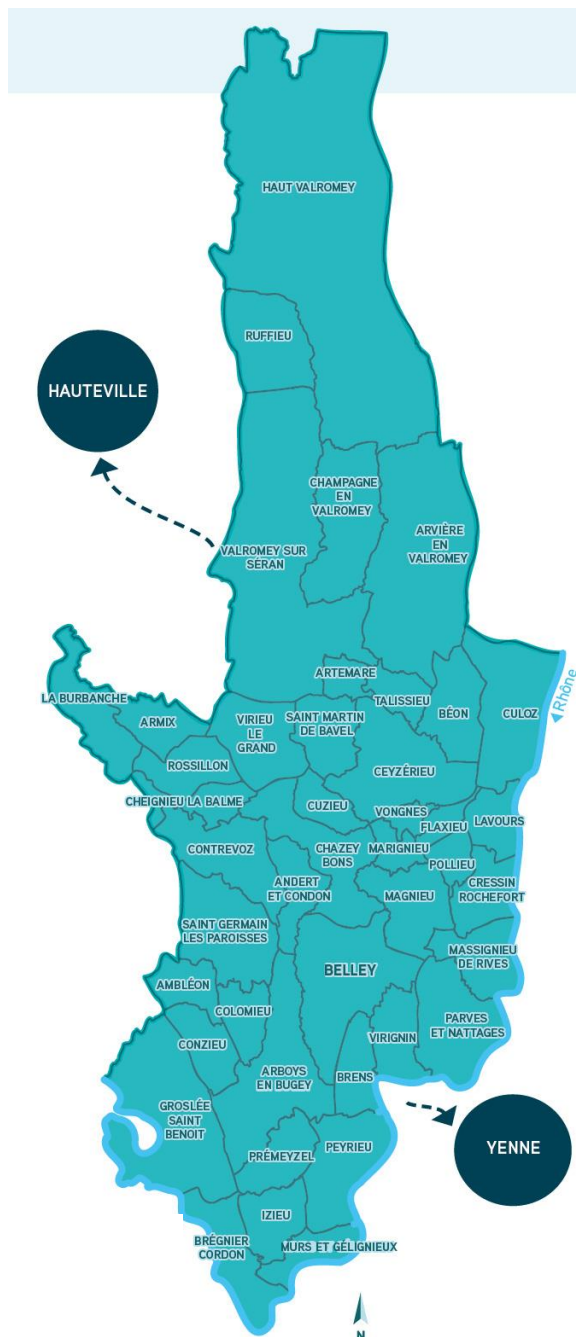 HAUT VALROMEY
RUFFIEU
HAUTEVILLE
CHAMPAGNE
EN
VALROMEY
ARVIÈRE
EN
VALROMEY
VALROMEY SUR
SÉRAN
ARTEMARE
LA BURBANCHE
TALISSIEU
BÉON
CULOZ
Rhône
ARMIX
VIRIEU
LE
GRAND
SAINT MARTIN
DE BAVEL
ROSSILLON
CEYZÉRIEU
CHEIGNIEU LA BALME
CUZIEU
VONGNES
FLAXIEU
LAVOURS
CONTREVOZ
CHAZEY
BONS
MARIGNIEU
POLLIEU
ANDERT
ET CONDON
MAGNIEU
CRESSIN
ROCHEFORT
SAINT GERMAIN
LES PAROISSES
MASSIGNIEU
DE RIVES
BELLEY
AMBLÉON
COLOMIEU
PARVES
ET NATTAGES
CONZIEU
VIRIGNIN
ARBOYS
EN BUGEY
BRENS
GROSLÉE
SAINT
BENOIT
YENNE
PRÉMEYZEL
PEYRIEU
IZIEU
BRÉGNIER
CORDON
MURS ET GÉLIGNIEUX
N